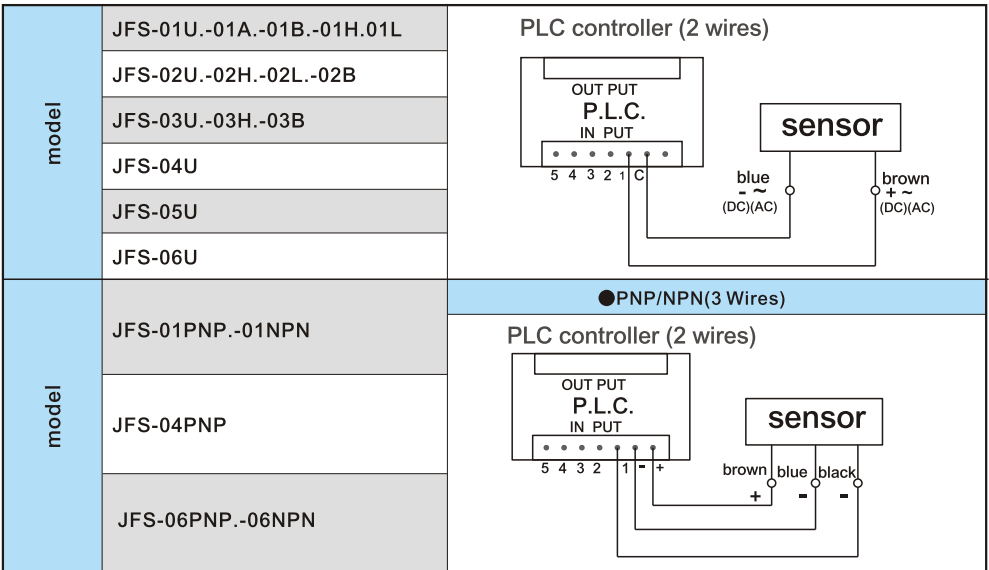 model
JFS-01U.-01A.-01B.-01H.01L
JFS-02U.-02H.-02L.-02B
JFS-03U.-03H.-03B
JFS-04U
JFS-05U
JFS-06U
PLC controller (2 wires)
OUT PUT
P.L.C.
IN PUT
5 4 3 2 1 C
sensor
blue
- ~
(DC)(AC)
brown
+ ~
(DC)(AC)
model
JFS-01PNP.-01NPN
JFS-04PNP
JFS-06PNP.-06NPN
●PNP/NPN(3 Wires)
PLC controller (2 wires)
OUT PUT
P.L.C.
IN PUT
5 4 3 2 1 - +
sensor
brown blue black
+ - -